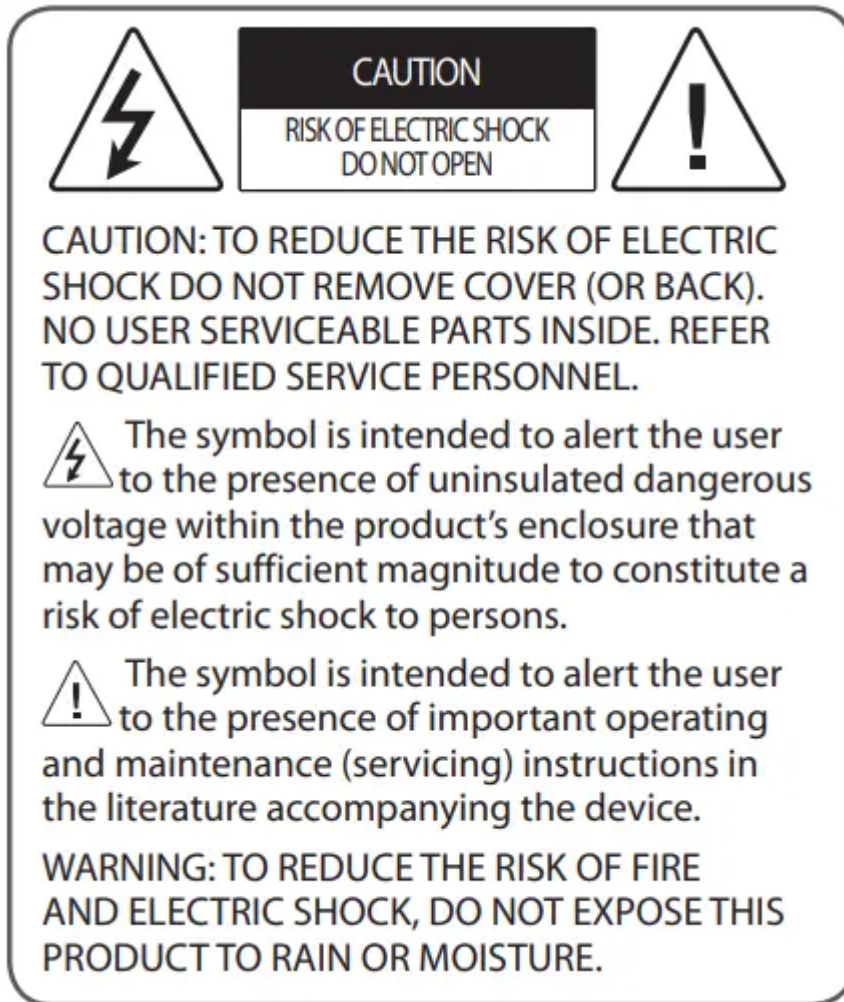 CAUTION
RISK OF ELECTRIC SHOCK
DO NOT OPEN
!
CAUTION: TO REDUCE THE RISK OF ELECTRIC
SHOCK DO NOT REMOVE COVER (OR BACK).
NO USER SERVICEABLE PARTS INSIDE. REFER
TO QUALIFIED SERVICE PERSONNEL.
The symbol is intended to alert the user
to the presence of uninsulated dangerous
voltage within the product’s enclosure that
may be of sufficient magnitude to constitute a
risk of electric shock to persons.
The symbol is intended to alert the user
! to the presence of important operating
and maintenance (servicing) instructions in
the literature accompanying the device.
WARNING: TO REDUCE THE RISK OF FIRE
AND ELECTRIC SHOCK, DO NOT EXPOSE THIS
PRODUCT TO RAIN OR MOISTURE.